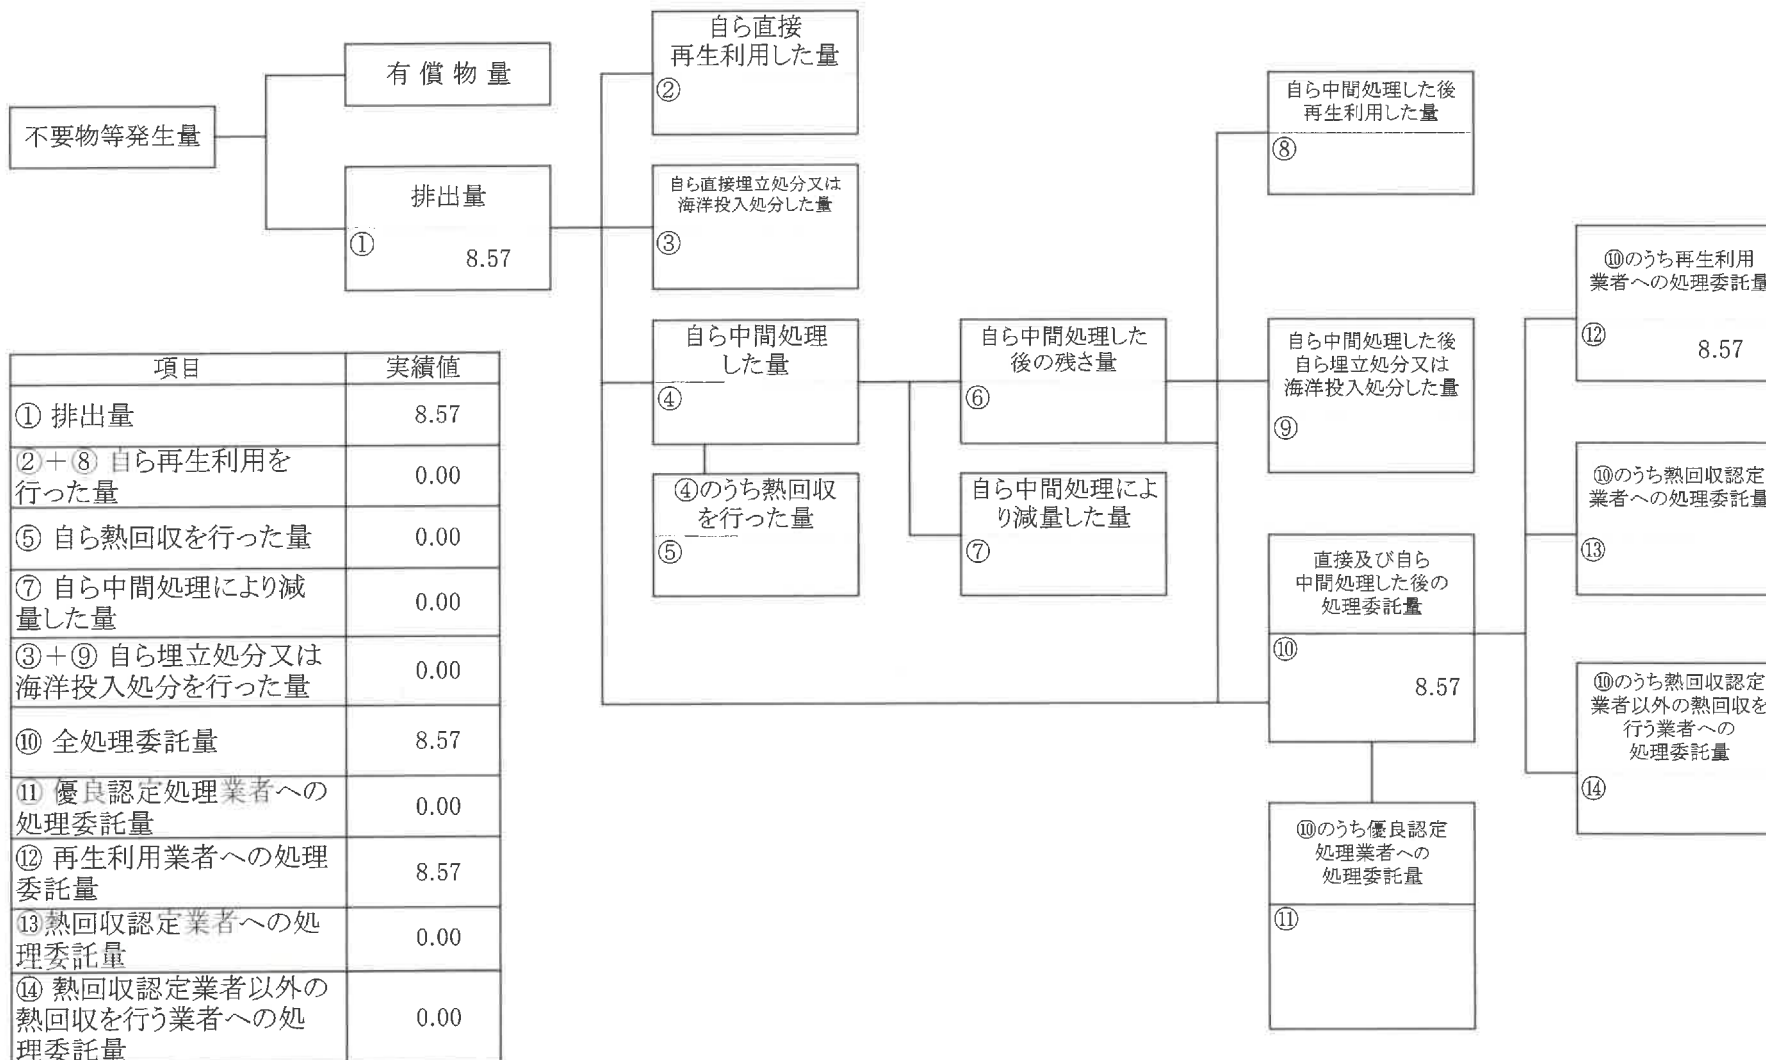 不要物等発生量
有償物量
排出量
①
8.57
自ら直接
再生利用した量
②
自ら直接埋立処分又は
海洋投入処分した量
③
自ら中間処理
した量
④
④のうち熱回収
を行った量
⑤
自ら中間処理した
後の残さ量
⑥
自ら中間処理によ
り減量した量
⑦
自ら中間処理した後
再生利用した量
⑧
自ら中間処理した後
自ら埋立処分又は
海洋投入処分した量
⑨
直接及び自ら
中間処理した後の
処理委託量
⑩
8.57
⑩のうち優良認定
処理業者への
処理委託量
⑪
⑩のうち再生利用
業者への処理委託量
⑫
8.57
⑩のうち熱回収認定
業者への処理委託量
⑬
⑩のうち熱回収認定
業者以外の熱回収を
行う業者への
処理委託量
⑭
項目 実績値
① 排出量 8.57
②+⑧ 自ら再生利用を
行った量 0.00
⑤ 自ら熱回収を行った量 0.00
⑦ 自ら中間処理により減
量した量 0.00
③+⑨ 自ら埋立処分又は
海洋投入処分を行った量 0.00
⑩ 全処理委託量 8.57
⑪ 優良認定処理業者への
処理委託量 0.00
⑫ 再生利用業者への処理
委託量 8.57
⑬熱回収認定業者への処
理委託量 0.00
⑭ 熱回収認定業者以外の
熱回収を行う業者への処
理委託量 0.00